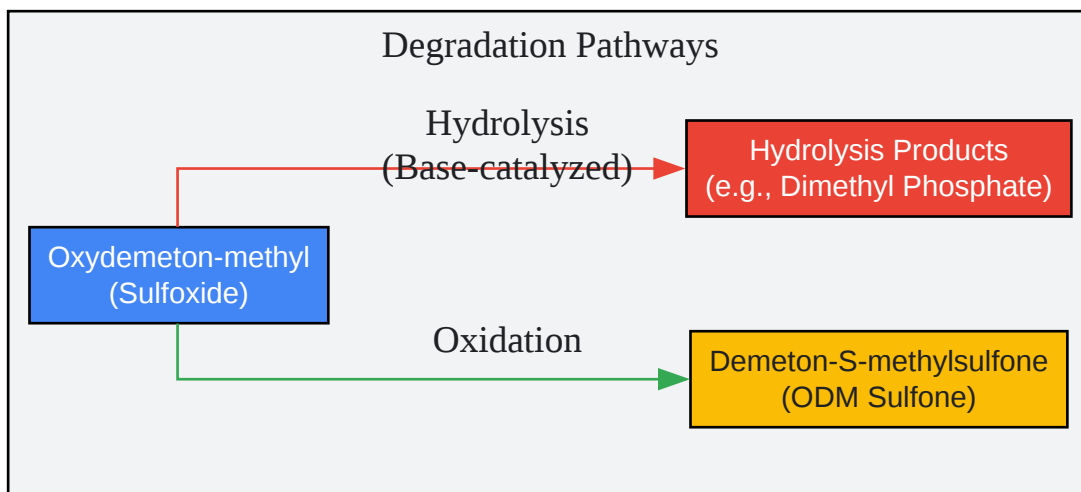 Degradation Pathways
Hydrolysis
(Base-catalyzed)
Hydrolysis Products
(e.g., Dimethyl Phosphate)
Oxydemeton-methyl
(Sulfoxide)
Oxidation
Demeton-S-methylsulfone
(ODM Sulfone)